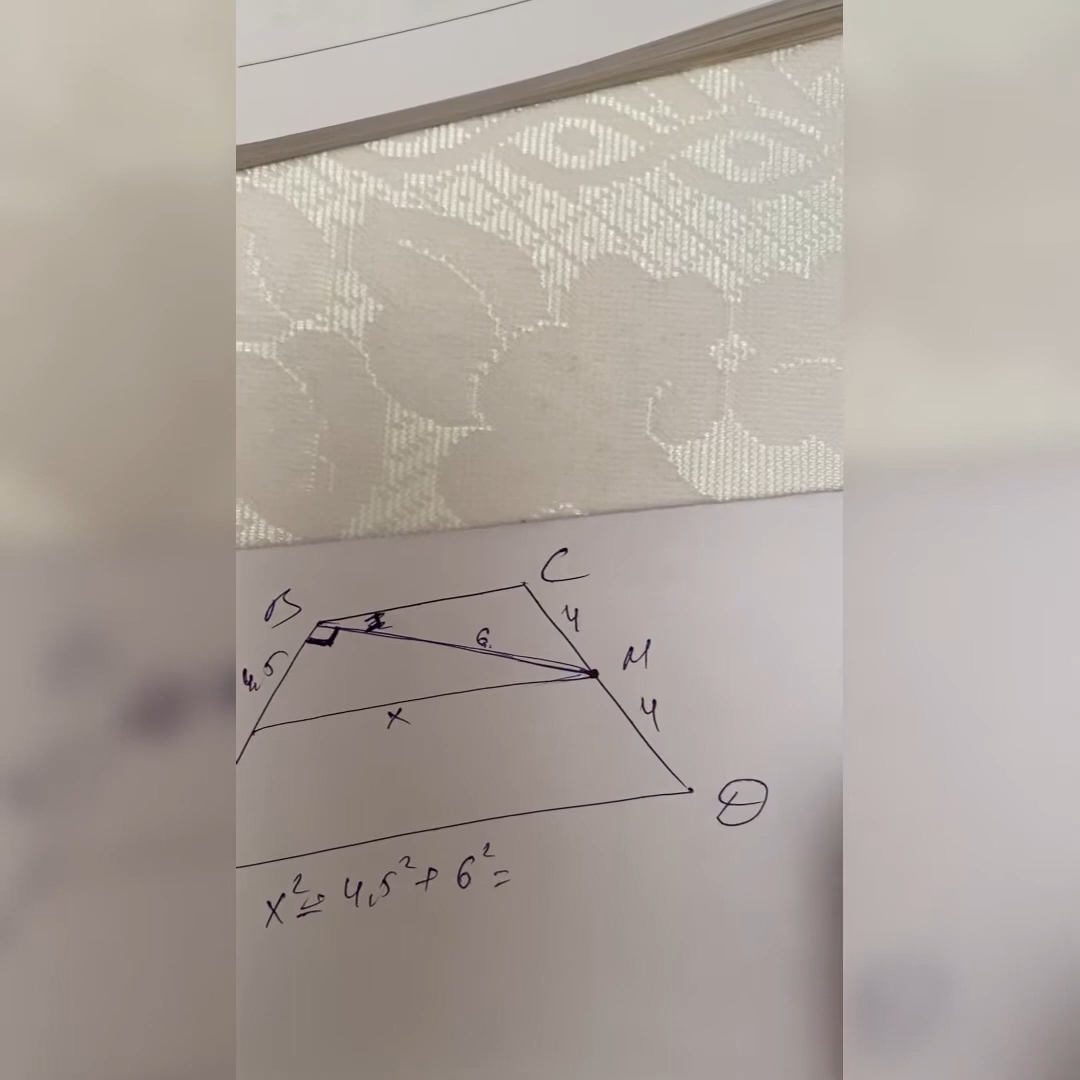 C
B
4
6
M
4,5
4
x
D
x² = 4,5² + 6² =